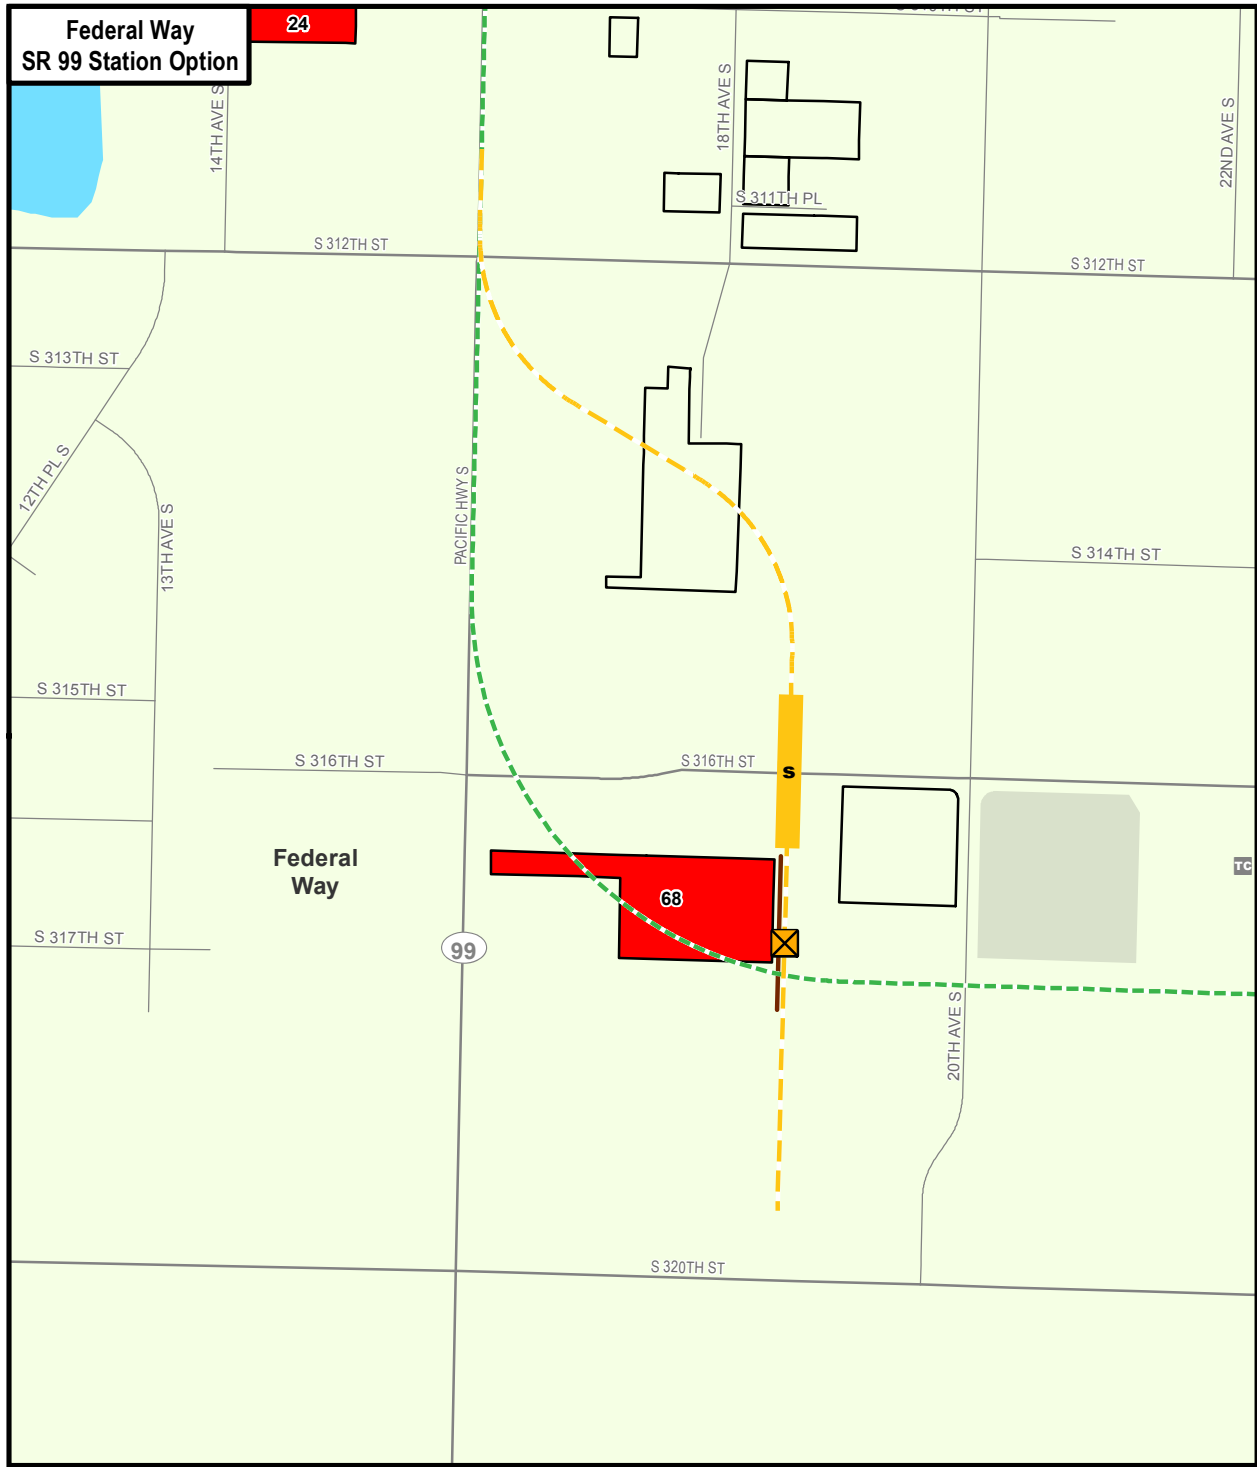 Federal Way
SR 99 Station Option
24
14TH AVE S
18TH AVE S
22ND AVE S
S 311TH PL
S 312TH ST
S 312TH ST
S 313TH ST
12TH PL S
13TH AVE S
PACIFIC HWY S
S 314TH ST
S 315TH ST
S 316TH ST
S 316TH ST
S
Federal
Way
68
TC
S 317TH ST
99
20TH AVE S
S 320TH ST